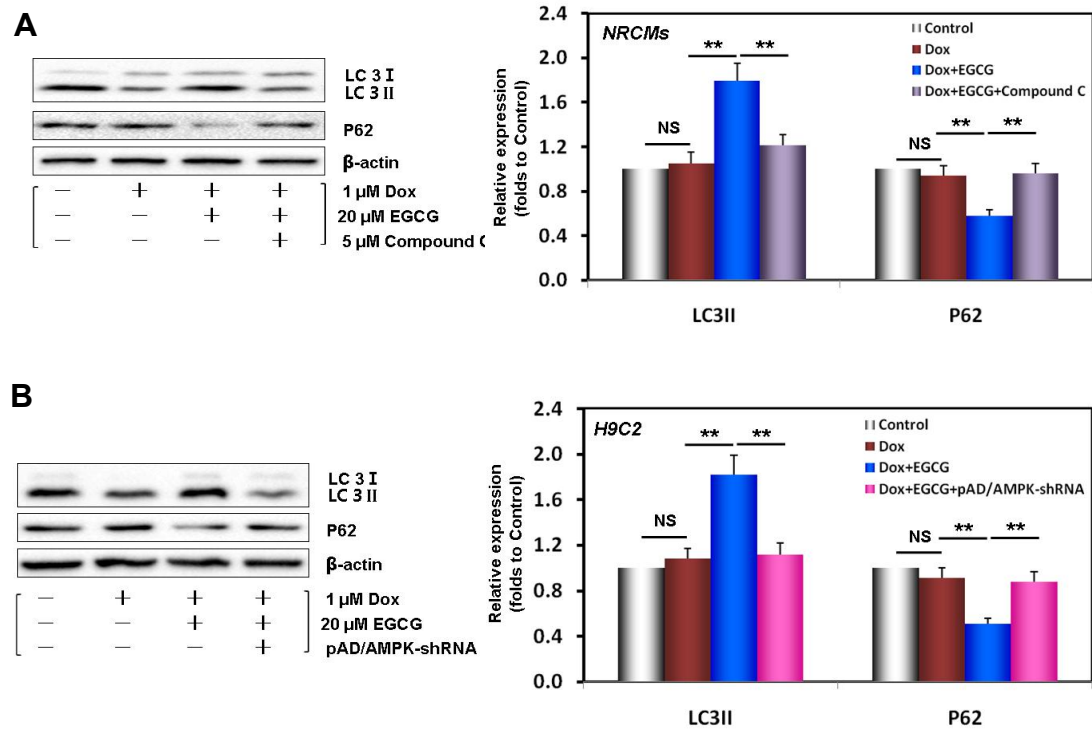 A
LC 3 I
LC 3 II
P62
β-actin
— + + + 1 μM Dox
— — + + 20 μM EGCG
— — — + 5 μM Compound C
Relative expression
(folds to Control)
2.4
2.0
1.6
1.2
0.8
0.4
0.0
NRCMs
Control
Dox
Dox+EGCG
Dox+EGCG+Compound C
NS
**
**
NS
**
**
LC3II
P62
B
LC 3 I
LC 3 II
P62
β-actin
— + + + 1 μM Dox
— — + + 20 μM EGCG
— — — + pAD/AMPK-shRNA
Relative expression
(folds to Control)
2.4
2.0
1.6
1.2
0.8
0.4
0.0
H9C2
Control
Dox
Dox+EGCG
Dox+EGCG+pAD/AMPK-shRNA
NS
**
**
NS
**
**
LC3II
P62